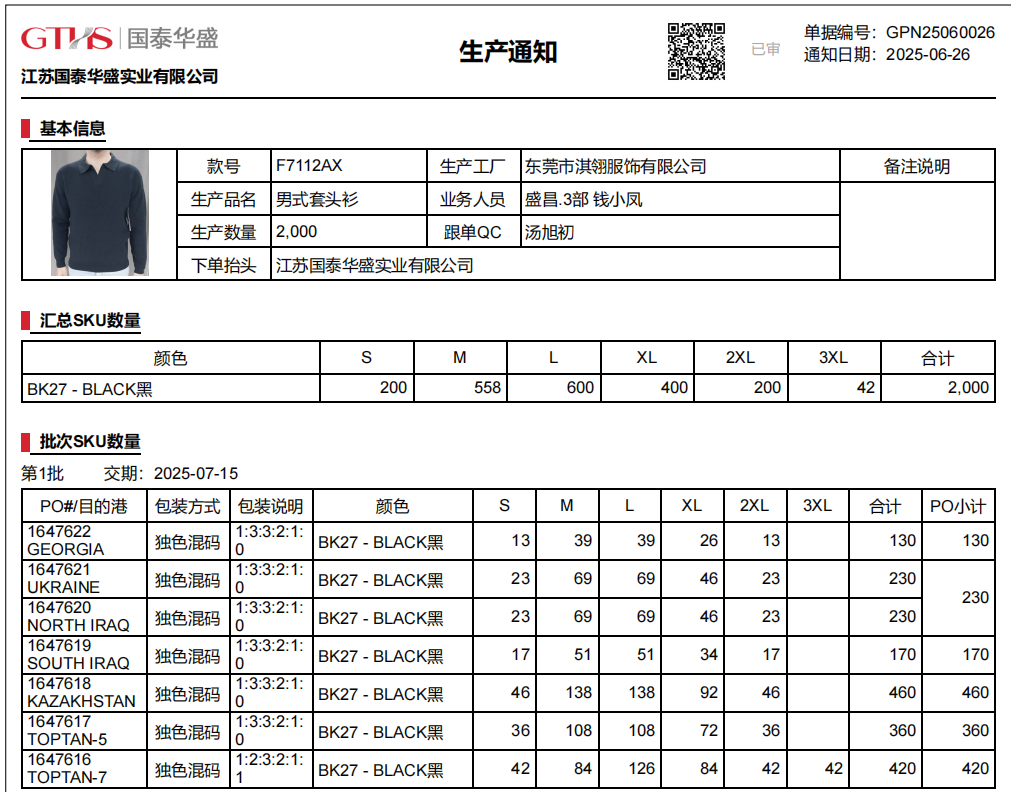 GTHS 国泰华盛
江苏国泰华盛实业有限公司
生产通知
已审
单据编号: GPN25060026
通知日期: 2025-06-26
基本信息
款号 F7112AX 生产工厂 东莞市淇翎服饰有限公司 备注说明
生产品名 男式套头衫 业务人员 盛昌.3部 钱小凤
生产数量 2,000 跟单QC 汤旭初
下单抬头 江苏国泰华盛实业有限公司
汇总SKU数量
颜色 S M L XL 2XL 3XL 合计
BK27 - BLACK黑 200 558 600 400 200 42 2,000
批次SKU数量
第1批 交期: 2025-07-15
PO#/目的港 包装方式 包装说明 颜色 S M L XL 2XL 3XL 合计 PO小计
1647622 GEORGIA 独色混码 1:3:3:2:1:0 BK27 - BLACK黑 13 39 39 26 13 130 130
1647621 UKRAINE 独色混码 1:3:3:2:1:0 BK27 - BLACK黑 23 69 69 46 23 230 230
1647620 NORTH IRAQ 独色混码 1:3:3:2:1:0 BK27 - BLACK黑 23 69 69 46 23 230
1647619 SOUTH IRAQ 独色混码 1:3:3:2:1:0 BK27 - BLACK黑 17 51 51 34 17 170 170
1647618 KAZAKHSTAN 独色混码 1:3:3:2:1:0 BK27 - BLACK黑 46 138 138 92 46 460 460
1647617 TOPTAN-5 独色混码 1:3:3:2:1:0 BK27 - BLACK黑 36 108 108 72 36 360 360
1647616 TOPTAN-7 独色混码 1:2:3:2:1:1 BK27 - BLACK黑 42 84 126 84 42 42 420 420